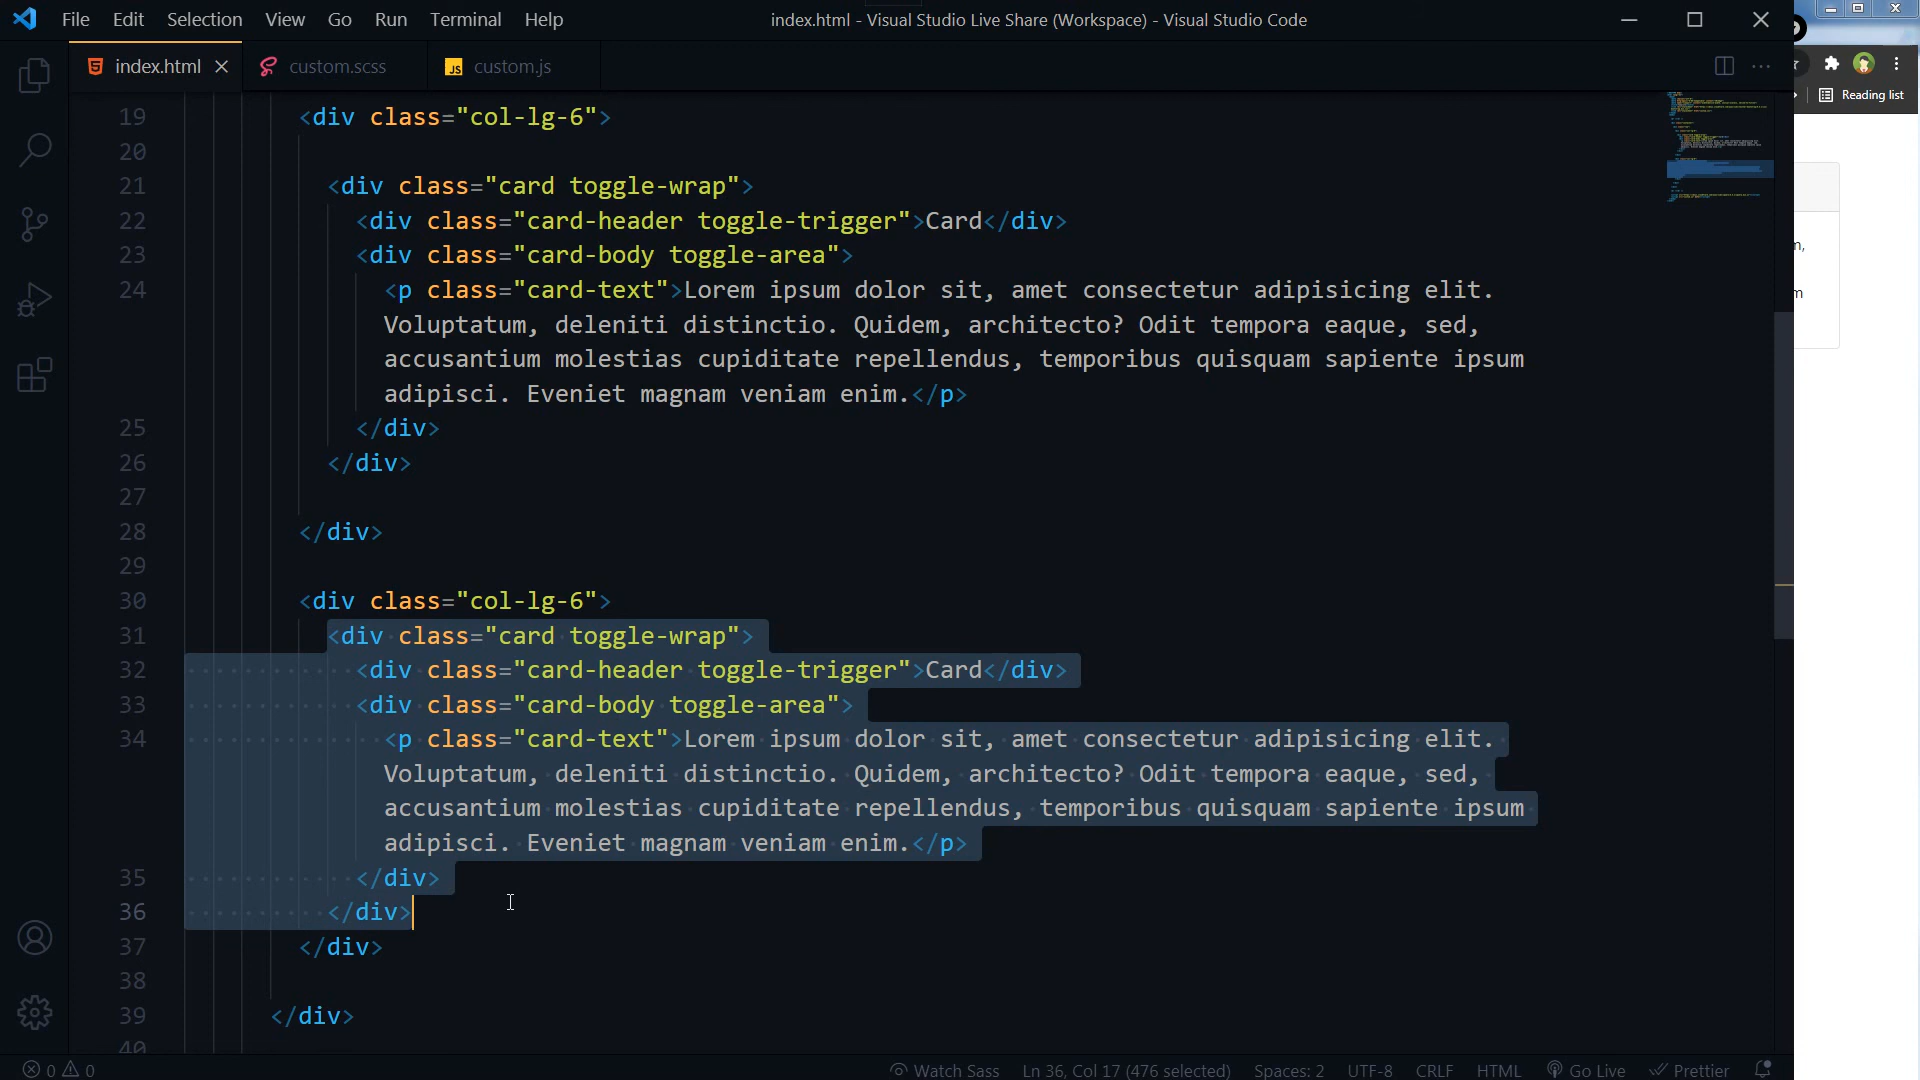 File Edit Selection View Go Run Terminal Help index.html - Visual Studio Live Share (Workspace) - Visual Studio Code
index.html custom.scss JS custom.js
Reading list
19 <div class="col-lg-6">
20
21 <div class="card toggle-wrap">
22 <div class="card-header toggle-trigger">Card</div>
23 <div class="card-body toggle-area">
24 <p class="card-text">Lorem ipsum dolor sit, amet consectetur adipisicing elit.
Voluptatum, deleniti distinctio. Quidem, architecto? Odit tempora eaque, sed,
accusantium molestias cupiditate repellendus, temporibus quisquam sapiente ipsum
adipisci. Eveniet magnam veniam enim.</p>
25 </div>
26 </div>
27
28 </div>
29
30 <div class="col-lg-6">
31 <div class="card toggle-wrap">
32 <div class="card-header toggle-trigger">Card</div>
33 <div class="card-body toggle-area">
34 <p class="card-text">Lorem ipsum dolor sit, amet consectetur adipisicing elit.
Voluptatum, deleniti distinctio. Quidem, architecto? Odit tempora eaque, sed,
accusantium molestias cupiditate repellendus, temporibus quisquam sapiente ipsum
adipisci. Eveniet magnam veniam enim.</p>
35 </div>
36 </div>
37 </div>
38
39 </div>
40
0 0 Watch Sass Ln 36, Col 17 (476 selected) Spaces: 2 UTF-8 CRLF HTML Go Live Prettier